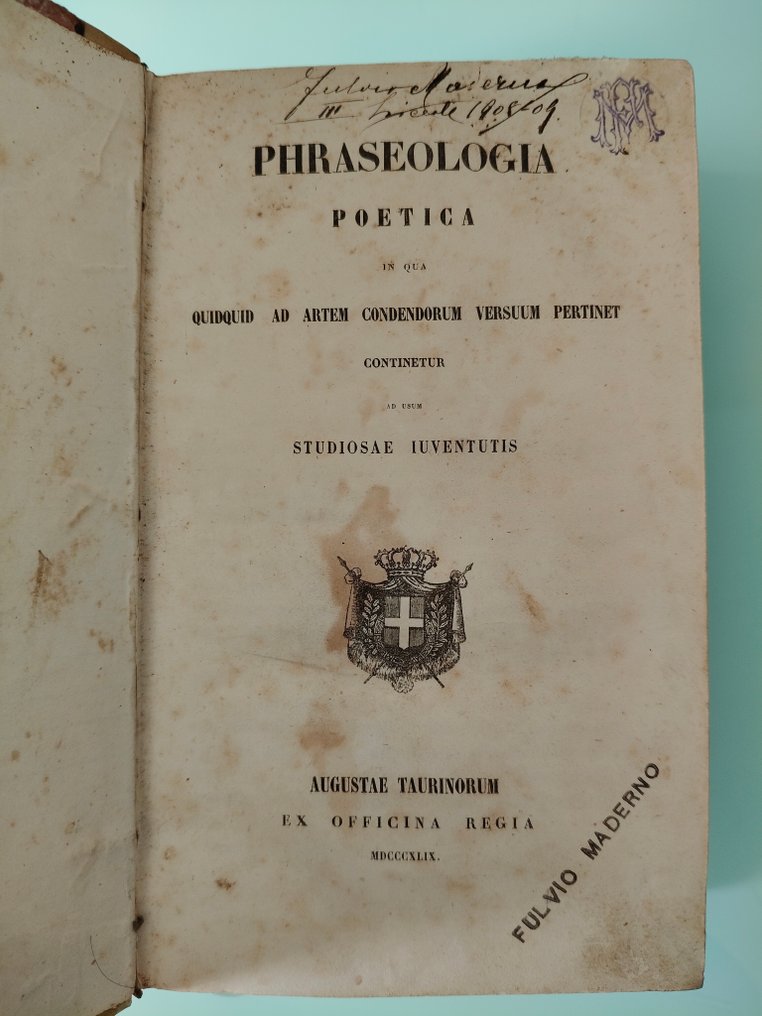 Fulvio Maderno
III Liceale 1908-09.
PHRASEOLOGIA
POETICA
IN QUA
QUIDQUID AD ARTEM CONDENDORUM VERSUUM PERTINET
CONTINETUR
AD USUM
STUDIOSAE IUVENTUTIS
AUGUSTAE TAURINORUM
EX OFFICINA REGIA
MDCCCXLIX.
FULVIO MADERNO